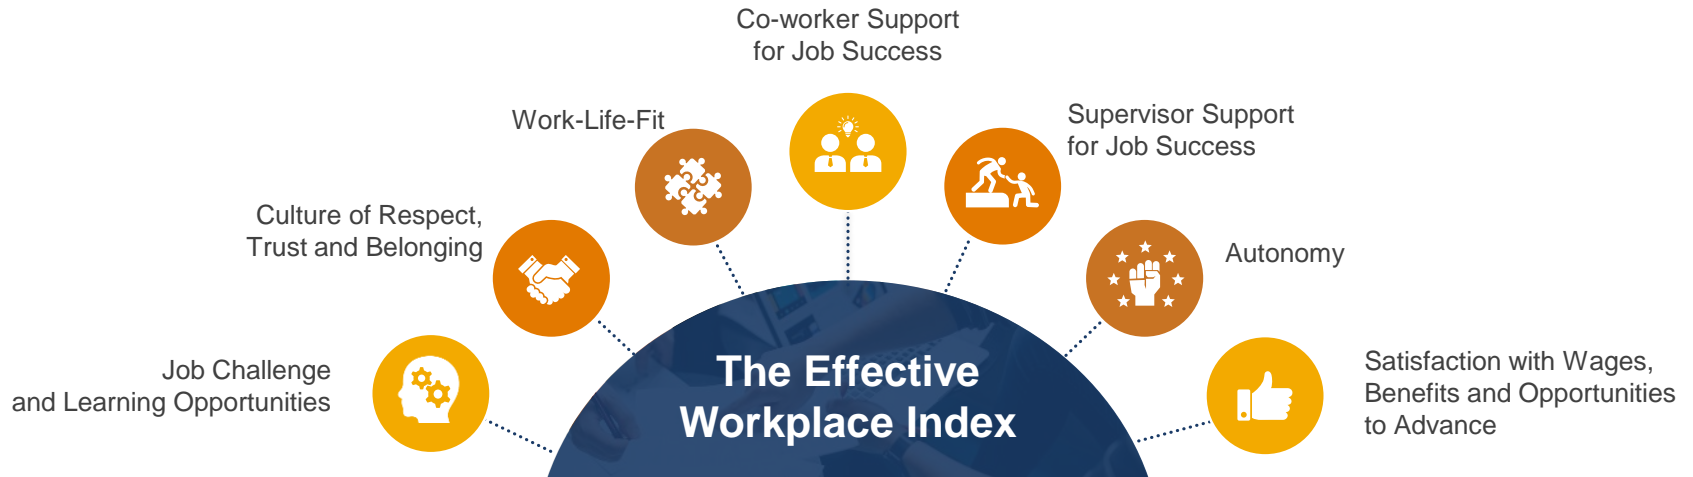 Co-worker Support
for Job Success
Work-Life-Fit
Supervisor Support
for Job Success
Culture of Respect,
Trust and Belonging
Autonomy
Job Challenge
and Learning Opportunities
Satisfaction with Wages,
Benefits and Opportunities
to Advance
The Effective
Workplace Index